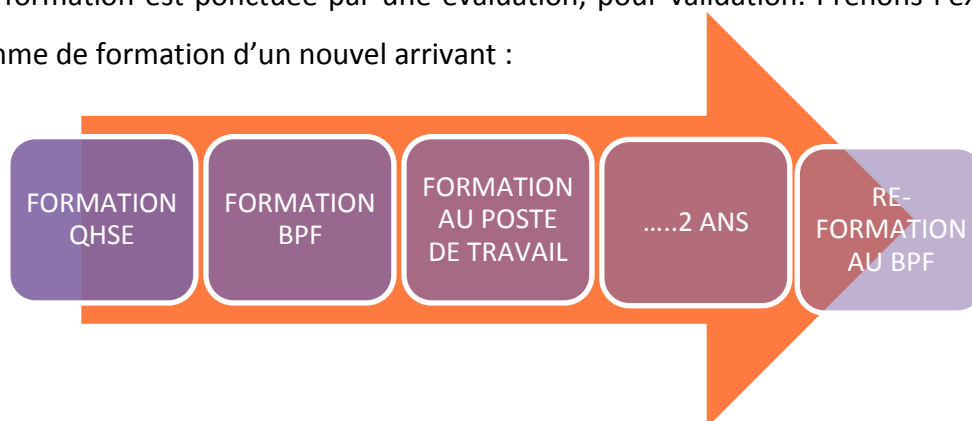 formation est ponctuée par une évaluation, pour validation. Prenons l'ex
me de formation d'un nouvel arrivant :
FORMATION
QHSE
FORMATION
BPF
FORMATION
AU POSTE
DE TRAVAIL
.....2 ANS
RE-
FORMATION
AU BPF